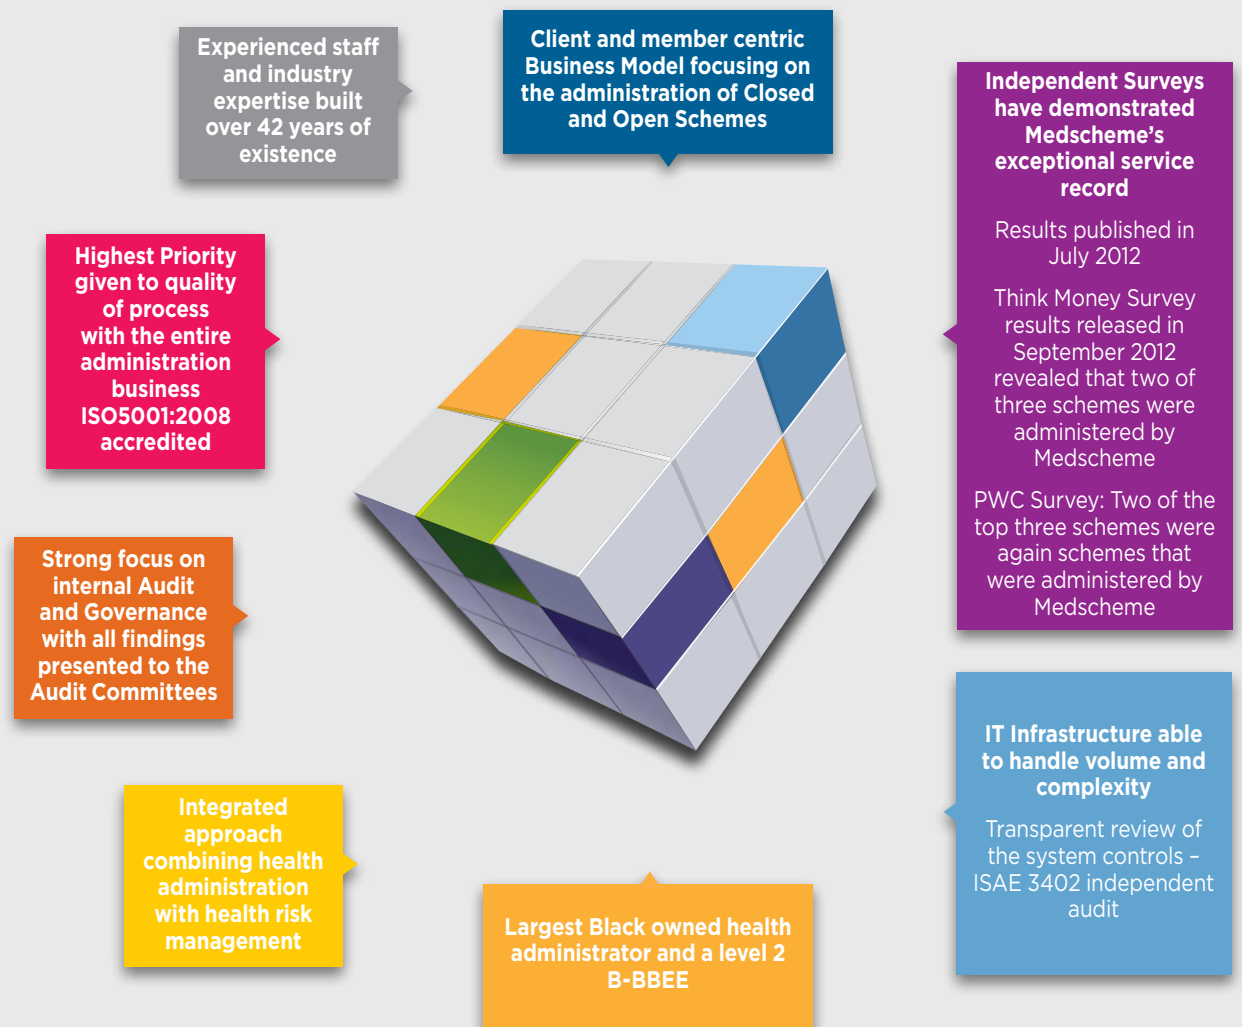 Experienced staff
and industry
expertise built
over 42 years of
existence
Client and member centric
Business Model focusing on
the administration of Closed
and Open Schemes
Independent Surveys
have demonstrated
Medscheme's
exceptional service
record
Results published in
July 2012
Think Money Survey
results released in
September 2012
revealed that two of
three schemes were
administered by
Medscheme
PWC Survey: Two of the
top three schemes were
again schemes that
were administered by
Medscheme
Highest Priority
given to quality
of process
with the entire
administration
business
ISO5001:2008
accredited
Strong focus on
internal Audit
and Governance
with all findings
presented to the
Audit Committees
IT Infrastructure able
to handle volume and
complexity
Transparent review of
the system controls –
ISAE 3402 independent
audit
Integrated
approach
combining health
administration
with health risk
management
Largest Black owned health
administrator and a level 2
B-BBEE